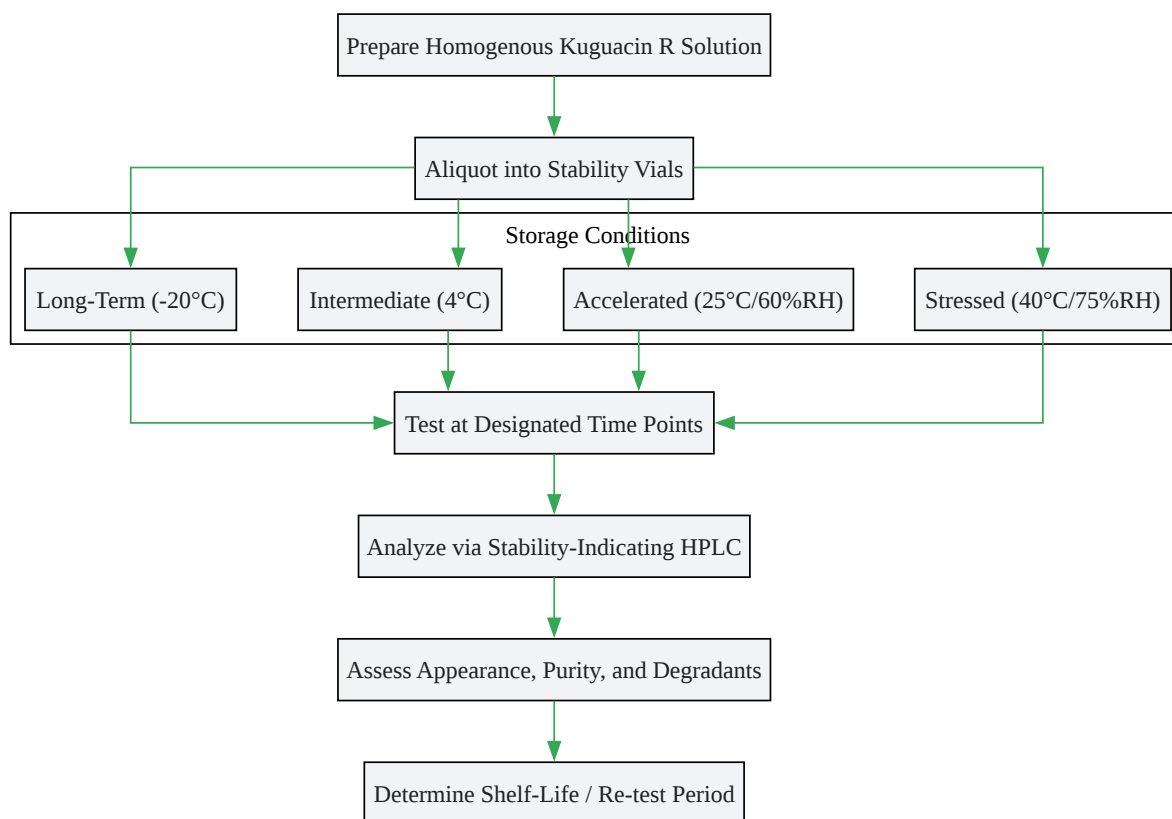 Prepare Homogenous Kuguacin R Solution
Aliquot into Stability Vials
Storage Conditions
Long-Term (-20°C)
Intermediate (4°C)
Accelerated (25°C/60%RH)
Stressed (40°C/75%RH)
Test at Designated Time Points
Analyze via Stability-Indicating HPLC
Assess Appearance, Purity, and Degradants
Determine Shelf-Life / Re-test Period